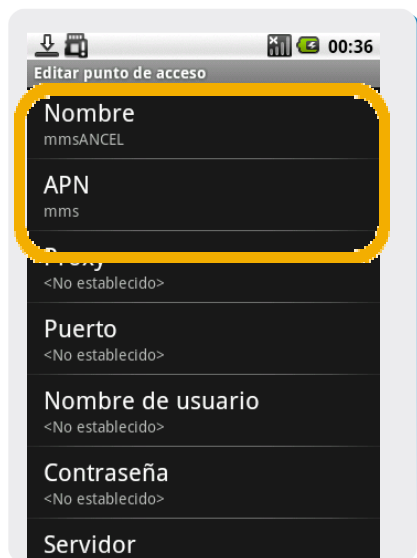 00:36
Editar punto de acceso
Nombre
mmsANCEL
APN
mms
Proxy
<No establecido>
Puerto
<No establecido>
Nombre de usuario
<No establecido>
Contraseña
<No establecido>
Servidor